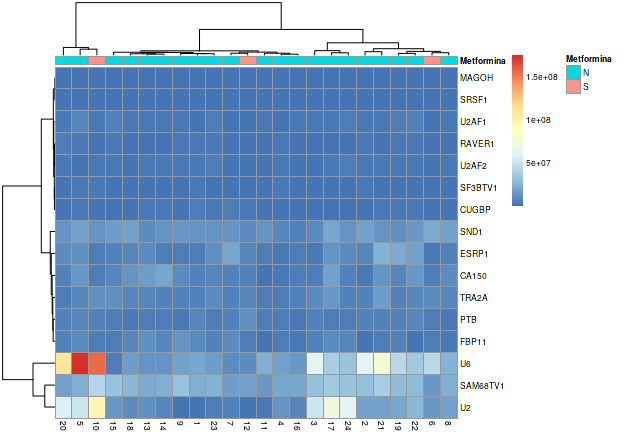 Metformina
Metformina
N
S
1.5e+08
1e+08
5e+07
MAGOH
SRSF1
U2AF1
RAVER1
U2AF2
SF3BTV1
CUGBP
SND1
ESRP1
CA150
TRA2A
PTB
FBP11
U6
SAM68TV1
U2
20 5 10 15 18 13 14 9 1 23 7 12 11 4 16 3 17 24 2 21 19 22 6 8